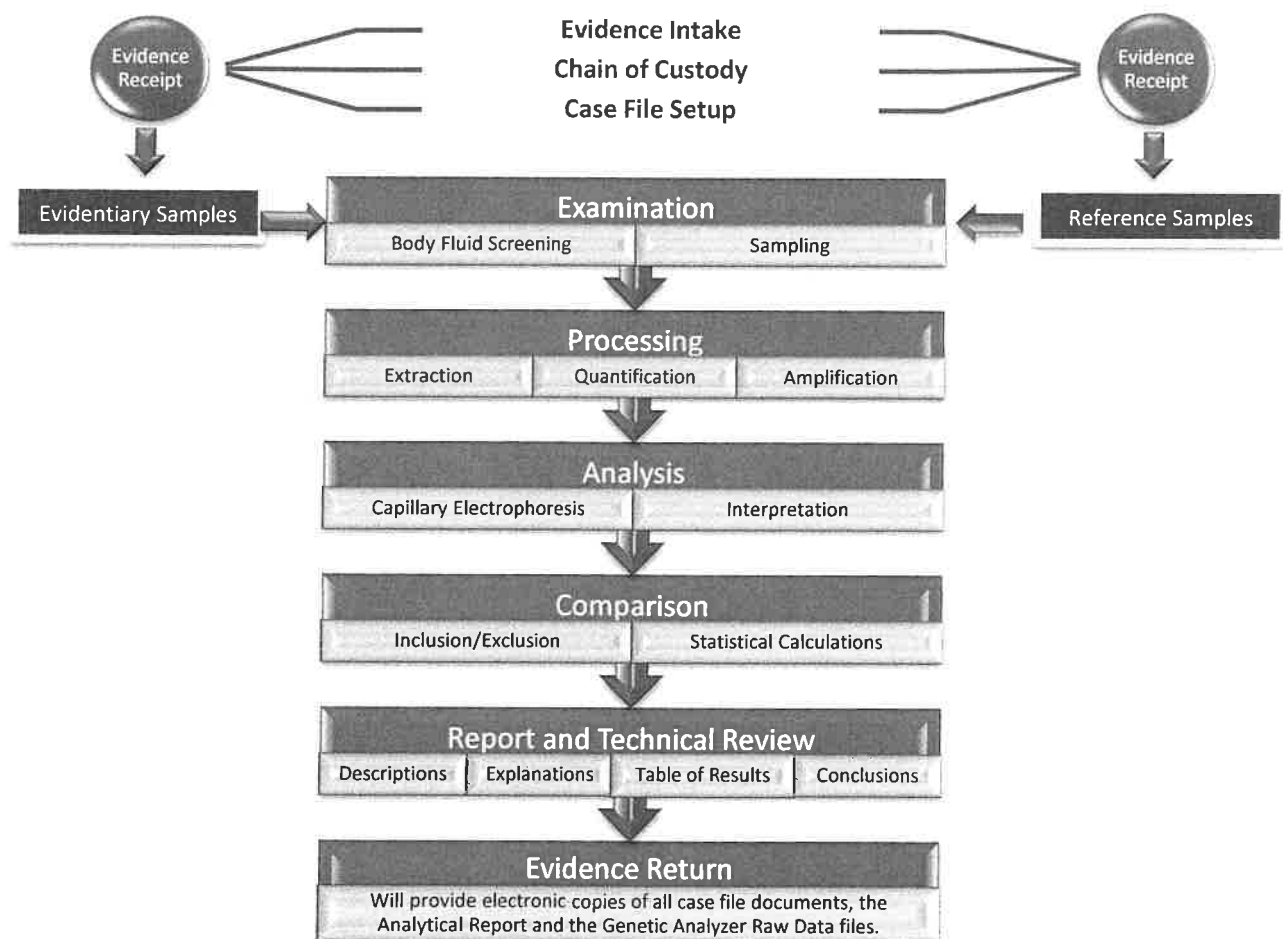 Evidence Receipt
Evidence Intake
Chain of Custody
Case File Setup
Evidence Receipt
Evidentiary Samples
Reference Samples
Examination
Body Fluid Screening
Sampling
Processing
Extraction
Quantification
Amplification
Analysis
Capillary Electrophoresis
Interpretation
Comparison
Inclusion/Exclusion
Statistical Calculations
Report and Technical Review
Descriptions
Explanations
Table of Results
Conclusions
Evidence Return
Will provide electronic copies of all case file documents, the
Analytical Report and the Genetic Analyzer Raw Data files.